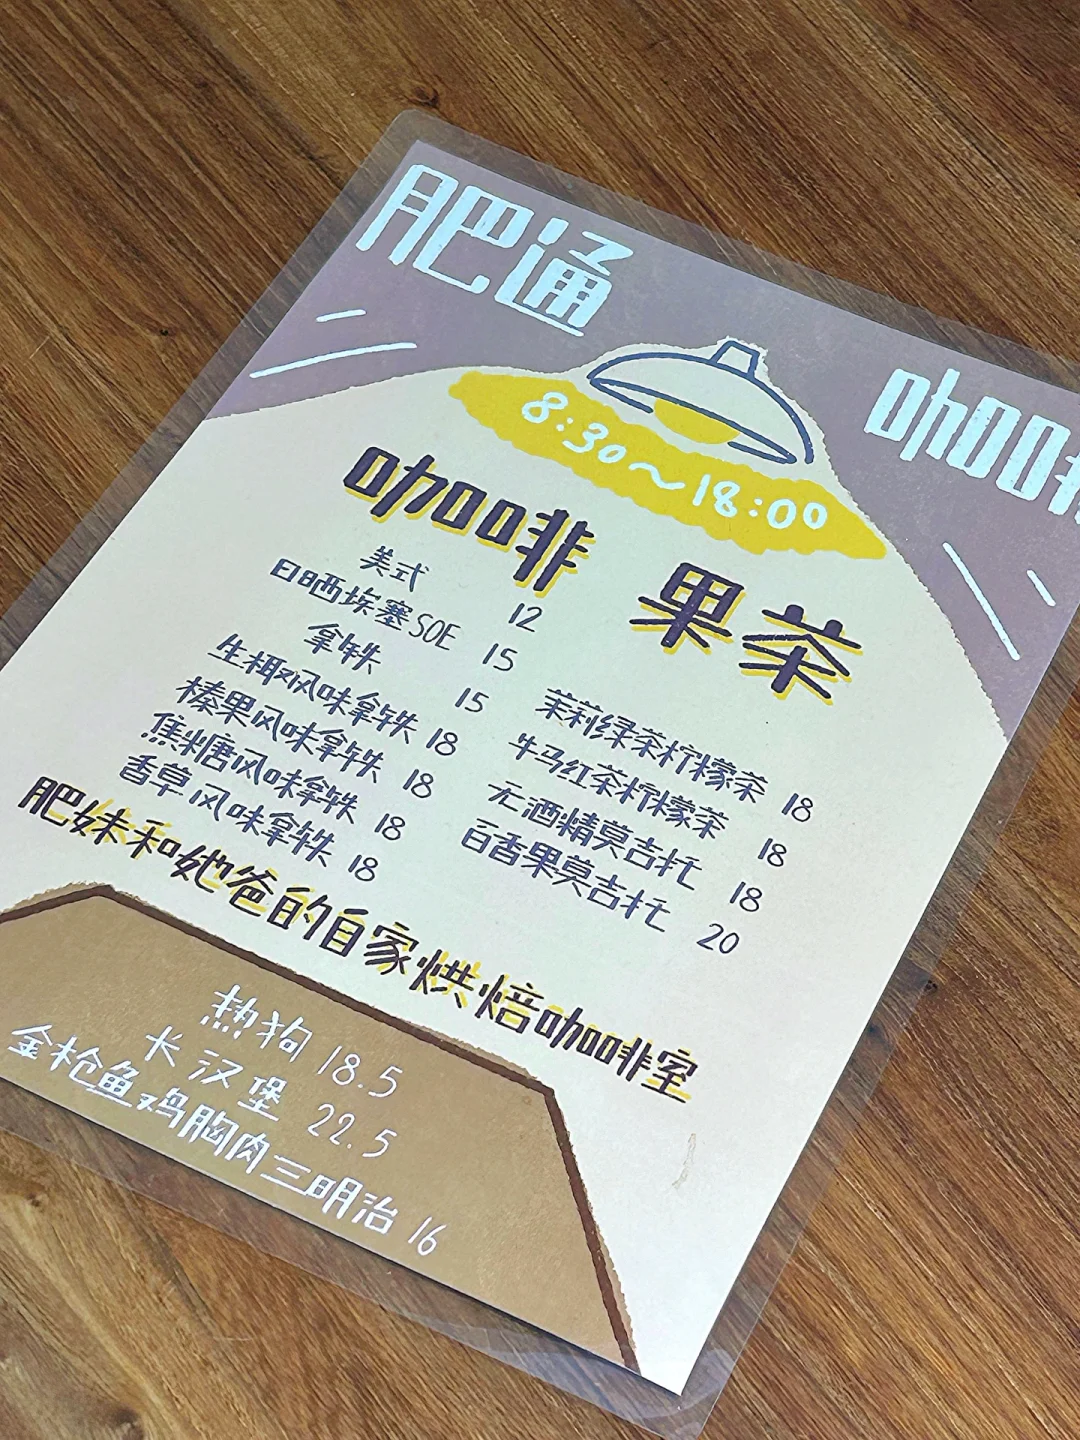 肥通
咖啡
8:30～18:00
咖啡
美式 12
日晒埃塞SOE 15
拿铁 15
生椰风味拿铁 18
榛果风味拿铁 18
焦糖风味拿铁 18
香草风味拿铁 18
果茶
茉莉绿茶柠檬茶 18
牛马红茶柠檬茶 18
无酒精莫吉托 18
百香果莫吉托 20
肥妹和她爸的自家烘焙咖啡室
热狗 18.5
长汉堡 22.5
金枪鱼鸡胸肉三明治 16